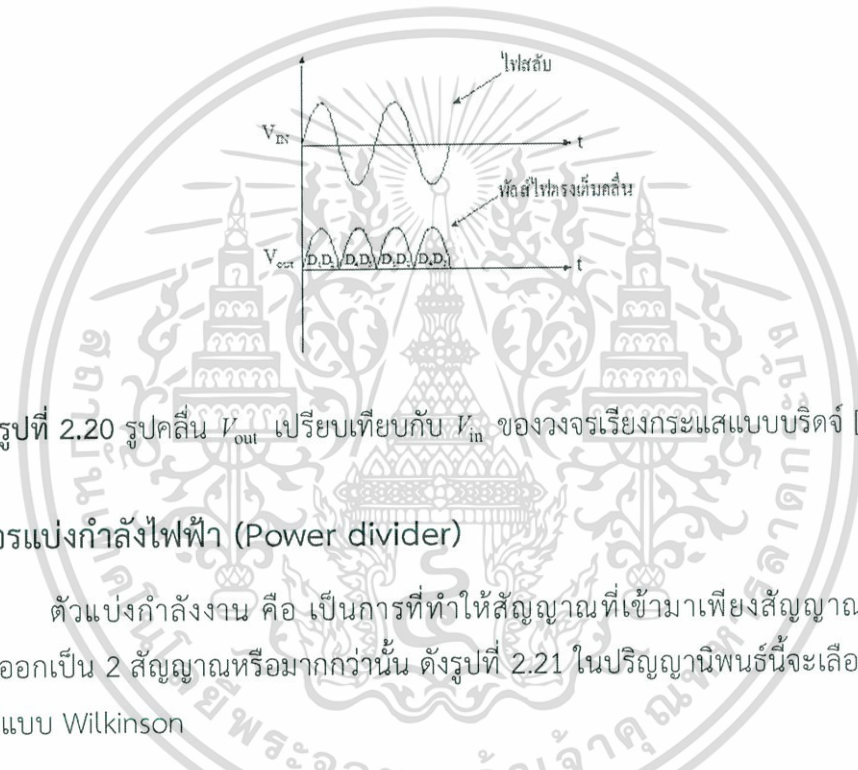 ไฟสลับ
V_IN
t
พัลส์ไฟตรงเต็มคลื่น
V_out
t
รูปที่ 2.20 รูปคลื่น V_out เปรียบเทียบกับ V_in ของวงจรเรียงกระแสแบบบริดจ์ [
จรแบ่งกำลังไฟฟ้า (Power divider)
ตัวแบ่งกำลังงาน คือ เป็นการที่ทำให้สัญญาณที่เข้ามาเพียงสัญญาณ
ออกเป็น 2 สัญญาณหรือมากกว่านั้น ดังรูปที่ 2.21 ในปริญญานิพนธ์นี้จะเลือ
แบบ Wilkinson